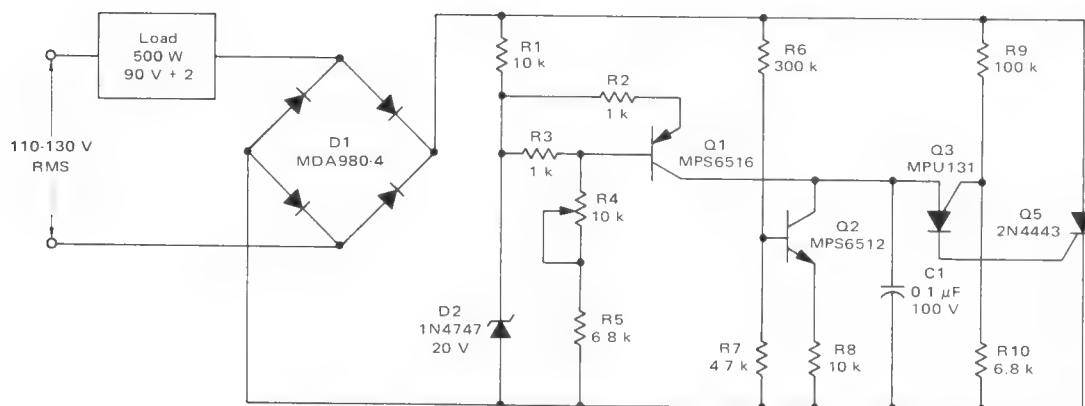 Load
500 W
90 V + 2
110-130 V
RMS
D1
MDA980-4
R1
10 k
R2
1 k
R3
1 k
R4
10 k
R5
6 8 k
D2
1N4747
20 V
Q1
MPS6516
R6
300 k
R7
4 7 k
Q2
MPS6512
R8
10 k
R9
100 k
Q3
MPU131
Q5
2N4443
C1
0 1 µF
100 V
R10
6.8 k